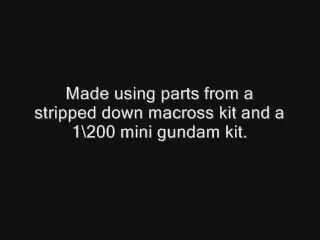 Made using parts from a
stripped down macross kit and a
1\200 mini gundam kit.